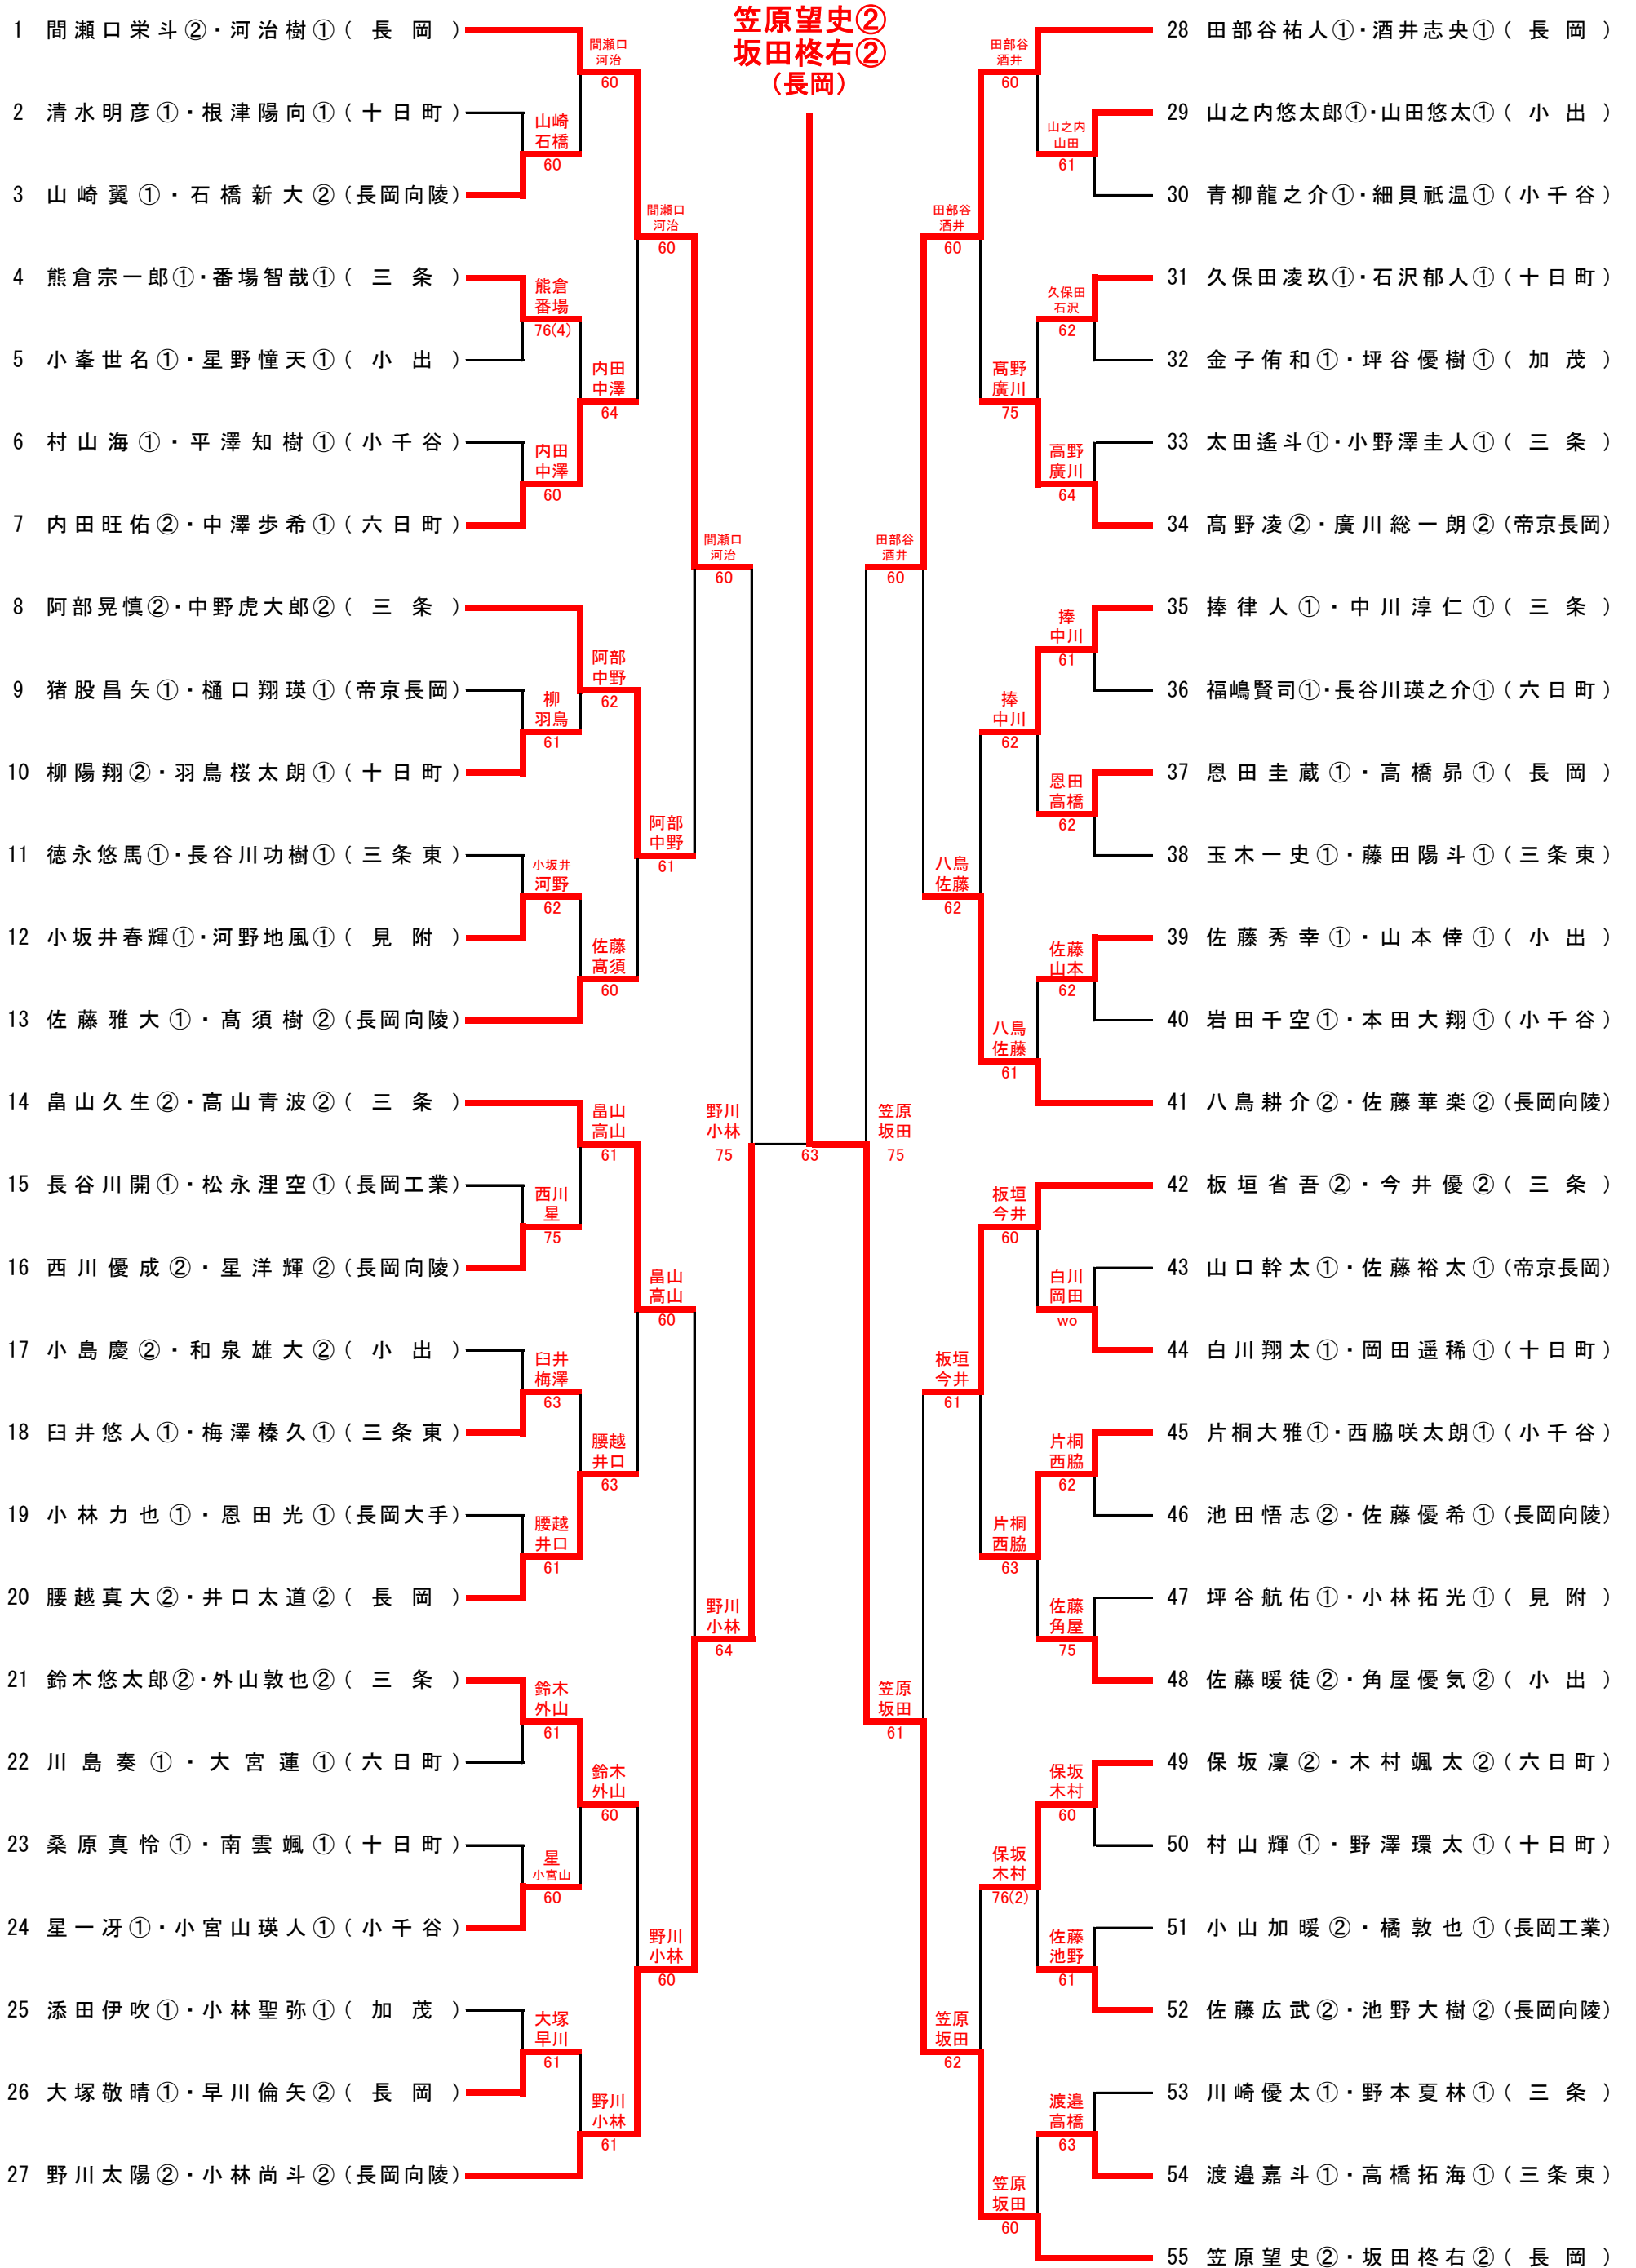 笠原望史②
坂田柊右②
(長岡)
1 間瀬口栄斗②・河治樹①(長岡)
2 清水明彦①・根津陽向①(十日町)
3 山崎翼①・石橋新大②(長岡向陵)
4 熊倉宗一郎①・番場智哉①(三条)
5 小峯世名①・星野憧天①(小出)
6 村山海①・平澤知樹①(小千谷)
7 内田旺佑②・中澤歩希①(六日町)
8 阿部晃慎②・中野虎大郎②(三条)
9 猪股昌矢①・樋口翔瑛①(帝京長岡)
10 柳陽翔②・羽鳥桜太朗①(十日町)
11 徳永悠馬①・長谷川功樹①(三条東)
12 小坂井春輝①・河野地風①(見附)
13 佐藤雅大①・髙須樹②(長岡向陵)
14 畠山久生②・高山青波②(三条)
15 長谷川開①・松永浬空①(長岡工業)
16 西川優成②・星洋輝②(長岡向陵)
17 小島慶②・和泉雄大②(小出)
18 臼井悠人①・梅澤榛久①(三条東)
19 小林力也①・恩田光①(長岡大手)
20 腰越真大②・井口太道②(長岡)
21 鈴木悠太郎②・外山敦也②(三条)
22 川島奏①・大宮蓮①(六日町)
23 桑原真怜①・南雲颯①(十日町)
24 星一冴①・小宮山瑛人①(小千谷)
25 添田伊吹①・小林聖弥①(加茂)
26 大塚敬晴①・早川倫矢②(長岡)
27 野川太陽②・小林尚斗②(長岡向陵)
山崎
石橋
60
熊倉
番場
76(4)
内田
中澤
60
柳
羽鳥
61
小坂井
河野
62
西川
星
75
臼井
梅澤
63
腰越
井口
61
鈴木
外山
61
星
小宮山
60
大塚
早川
61
間瀬口
河治
60
内田
中澤
64
阿部
中野
62
佐藤
髙須
60
畠山
高山
61
腰越
井口
63
鈴木
外山
60
野川
小林
61
間瀬口
河治
60
阿部
中野
61
畠山
高山
60
野川
小林
60
間瀬口
河治
60
野川
小林
64
野川
小林
75
63
笠原
坂田
75
田部谷
酒井
60
笠原
坂田
61
田部谷
酒井
60
八鳥
佐藤
62
板垣
今井
61
笠原
坂田
62
田部谷
酒井
60
髙野
廣川
75
捧
中川
62
八鳥
佐藤
61
板垣
今井
60
片桐
西脇
63
保坂
木村
76(2)
笠原
坂田
60
山之内
山田
61
久保田
石沢
62
高野
廣川
64
捧
中川
61
恩田
高橋
62
佐藤
山本
62
白川
岡田
wo
片桐
西脇
62
佐藤
角屋
75
保坂
木村
60
佐藤
池野
61
渡邉
高橋
63
28 田部谷祐人①・酒井志央①(長岡)
29 山之内悠太郎①・山田悠太①(小出)
30 青柳龍之介①・細貝祇温①(小千谷)
31 久保田凌玖①・石沢郁人①(十日町)
32 金子侑和①・坪谷優樹①(加茂)
33 太田遙斗①・小野澤圭人①(三条)
34 髙野凌②・廣川総一朗②(帝京長岡)
35 捧律人①・中川淳仁①(三条)
36 福嶋賢司①・長谷川瑛之介①(六日町)
37 恩田圭蔵①・高橋昴①(長岡)
38 玉木一史①・藤田陽斗①(三条東)
39 佐藤秀幸①・山本倖①(小出)
40 岩田千空①・本田大翔①(小千谷)
41 八鳥耕介②・佐藤華楽②(長岡向陵)
42 板垣省吾②・今井優②(三条)
43 山口幹太①・佐藤裕太①(帝京長岡)
44 白川翔太①・岡田遥稀①(十日町)
45 片桐大雅①・西脇咲太朗①(小千谷)
46 池田悟志②・佐藤優希①(長岡向陵)
47 坪谷航佑①・小林拓光①(見附)
48 佐藤暖徒②・角屋優気②(小出)
49 保坂凜②・木村颯太②(六日町)
50 村山輝①・野澤環太①(十日町)
51 小山加暖②・橘敦也①(長岡工業)
52 佐藤広武②・池野大樹②(長岡向陵)
53 川崎優太①・野本夏林①(三条)
54 渡邉嘉斗①・高橋拓海①(三条東)
55 笠原望史②・坂田柊右②(長岡)